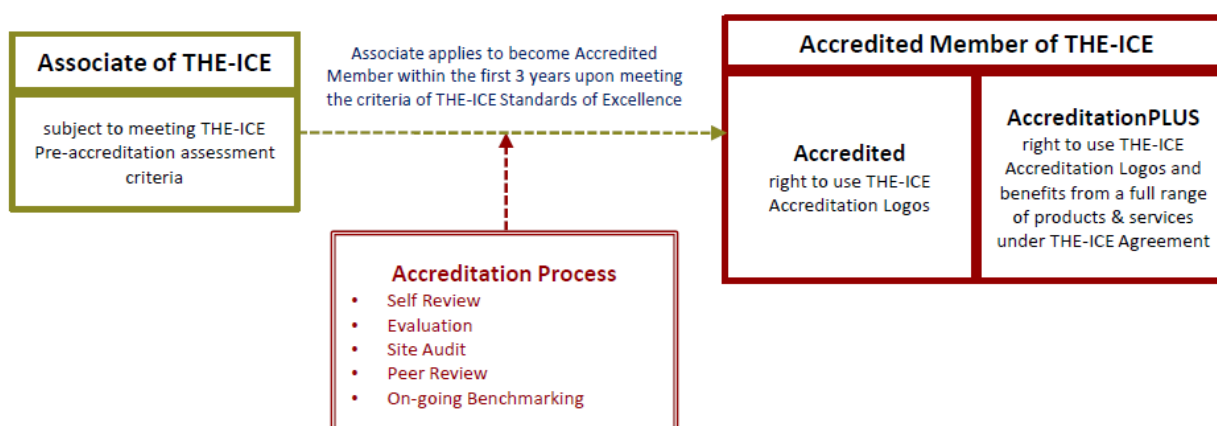 Associate of THE-ICE
subject to meeting THE-ICE
Pre-accreditation assessment
criteria
Associate applies to become Accredited
Member within the first 3 years upon meeting
the criteria of THE-ICE Standards of Excellence
Accreditation Process
• Self Review
• Evaluation
• Site Audit
• Peer Review
• On-going Benchmarking
Accredited Member of THE-ICE
Accredited
right to use THE-ICE
Accreditation Logos
AccreditationPLUS
right to use THE-ICE
Accreditation Logos and
benefits from a full range
of products & services
under THE-ICE Agreement